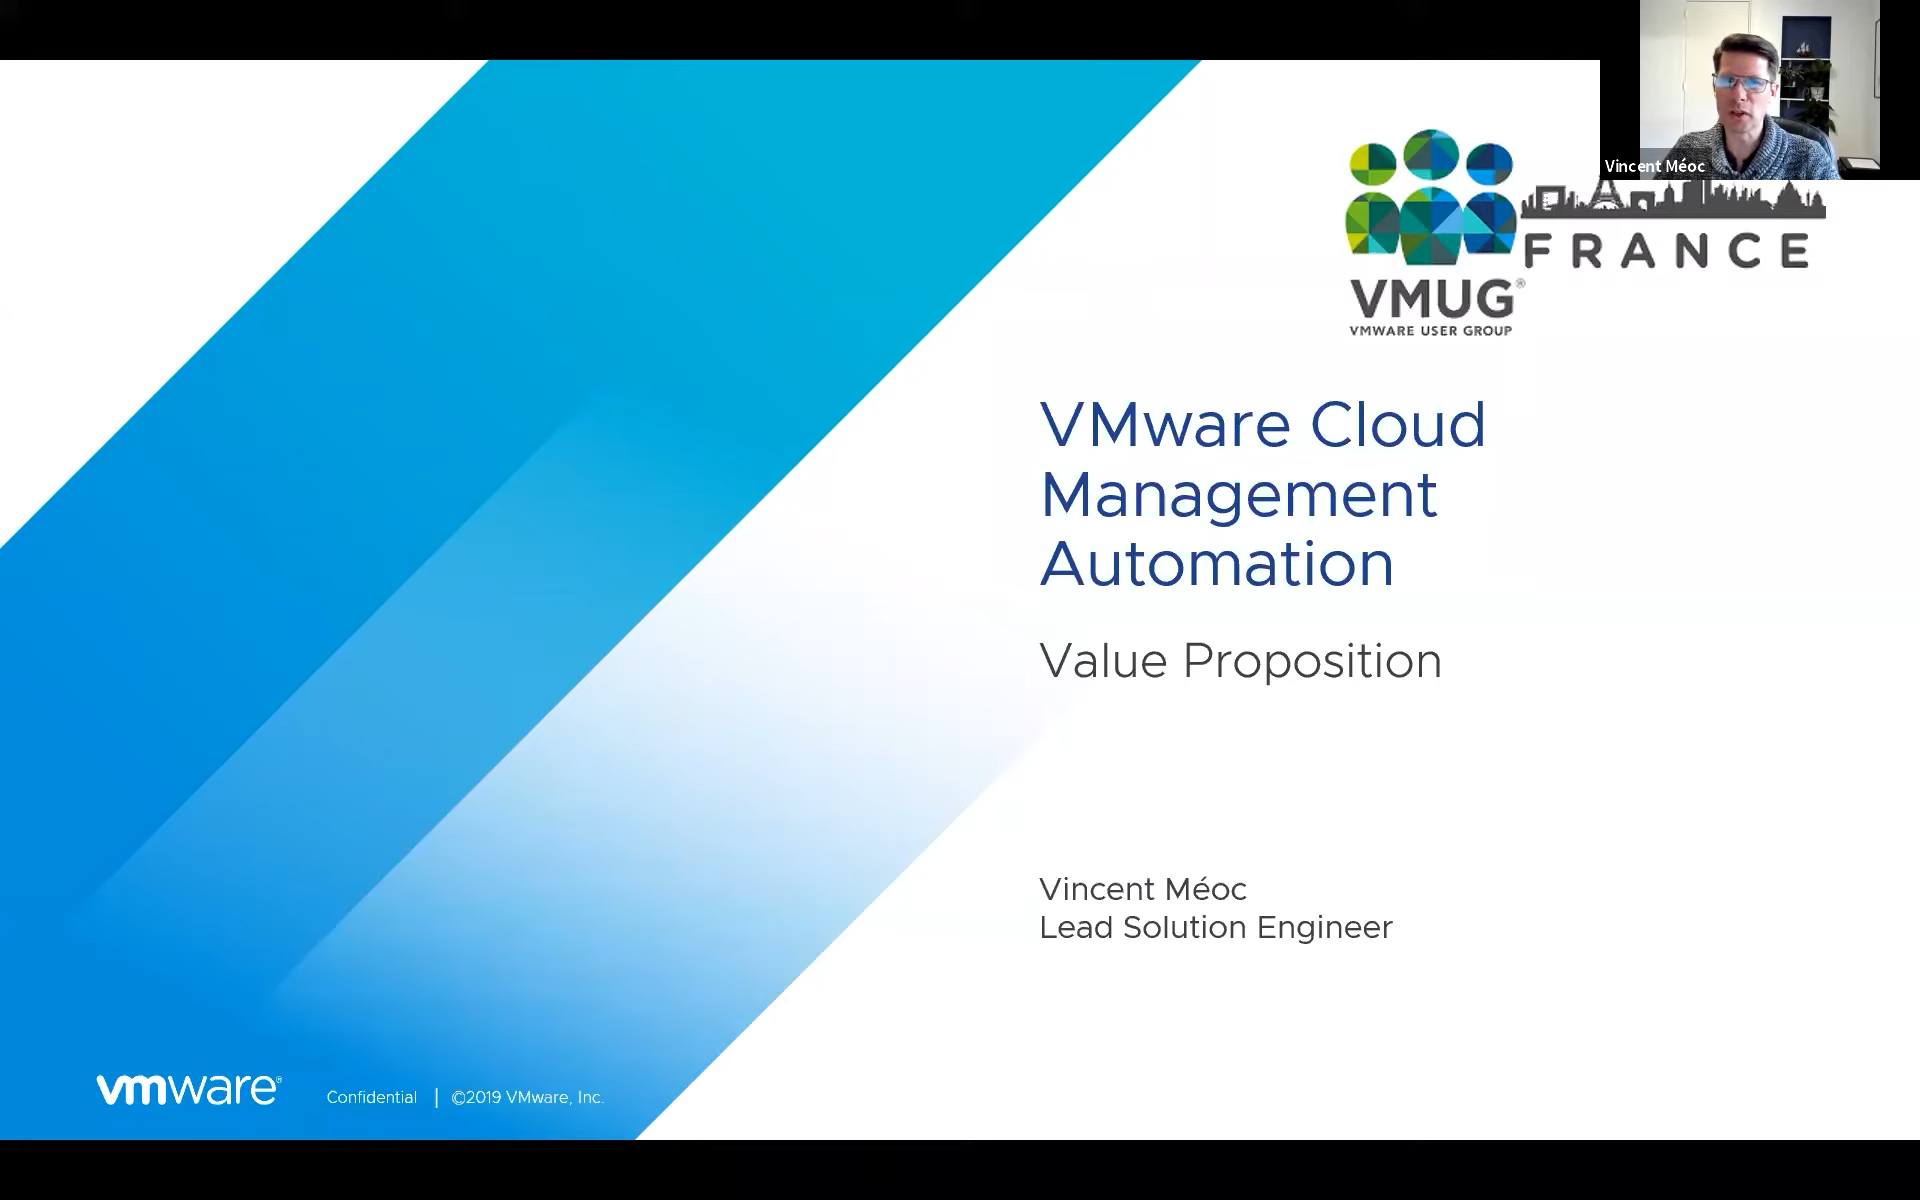 Vincent Méoc
FRANCE
VMUG®
VMWARE USER GROUP
VMware Cloud
Management
Automation
Value Proposition
Vincent Méoc
Lead Solution Engineer
vmware®
Confidential | ©2019 VMware, Inc.